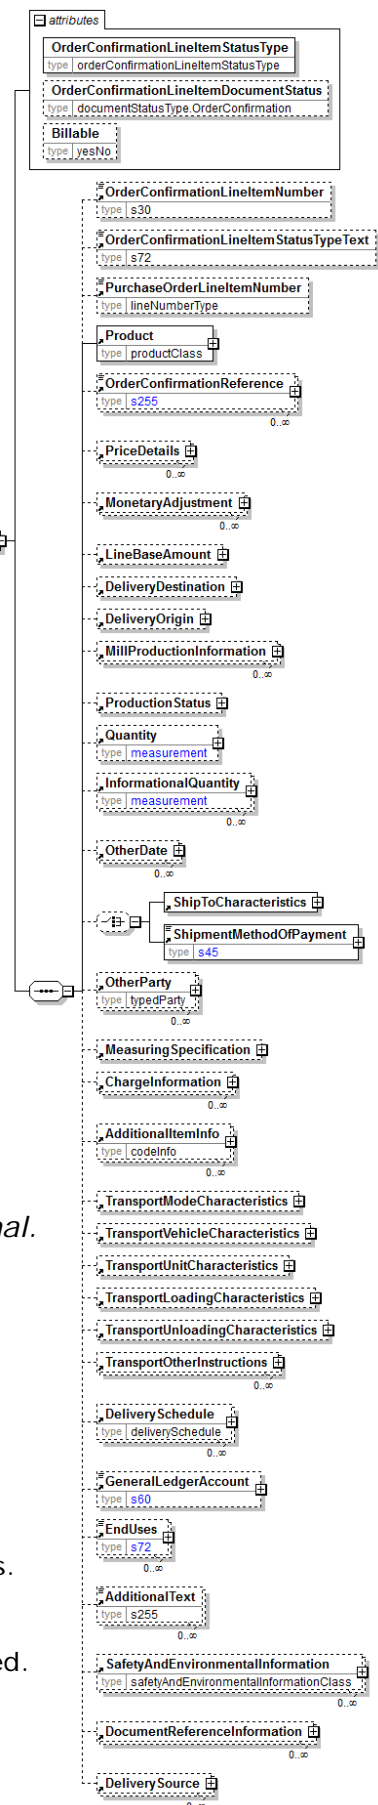 attributes
OrderConfirmationLineItemStatusType
type orderConfirmationLineItemStatusType
OrderConfirmationLineItemDocumentStatus
type documentStatusType.OrderConfirmation
Billable
type yesNo
OrderConfirmationLineItemNumber
type s30
OrderConfirmationLineItemStatusTypeText
type s72
PurchaseOrderLineItemNumber
type lineNumberType
Product
type productClass
OrderConfirmationReference
type s255
0..∞
PriceDetails
0..∞
MonetaryAdjustment
0..∞
LineBaseAmount
DeliveryDestination
DeliveryOrigin
MillProductionInformation
0..∞
ProductionStatus
Quantity
type measurement
InformationalQuantity
type measurement
0..∞
OtherDate
0..∞
ShipToCharacteristics
ShipmentMethodOfPayment
type s45
OtherParty
type typedParty
0..∞
MeasuringSpecification
ChargeInformation
0..∞
AdditionalItemInfo
type codeInfo
0..∞
TransportModeCharacteristics
nal.
TransportVehicleCharacteristics
TransportUnitCharacteristics
TransportLoadingCharacteristics
TransportUnloadingCharacteristics
TransportOtherInstructions
0..∞
DeliverySchedule
type deliverySchedule
0..∞
GeneralLedgerAccount
type s60
EndUses
type s72
s.
0..∞
AdditionalText
type s255
0..∞
ed.
SafetyAndEnvironmentalInformation
type safetyAndEnvironmentalInformationClass
0..∞
DocumentReferenceInformation
0..∞
DeliverySource
0..∞